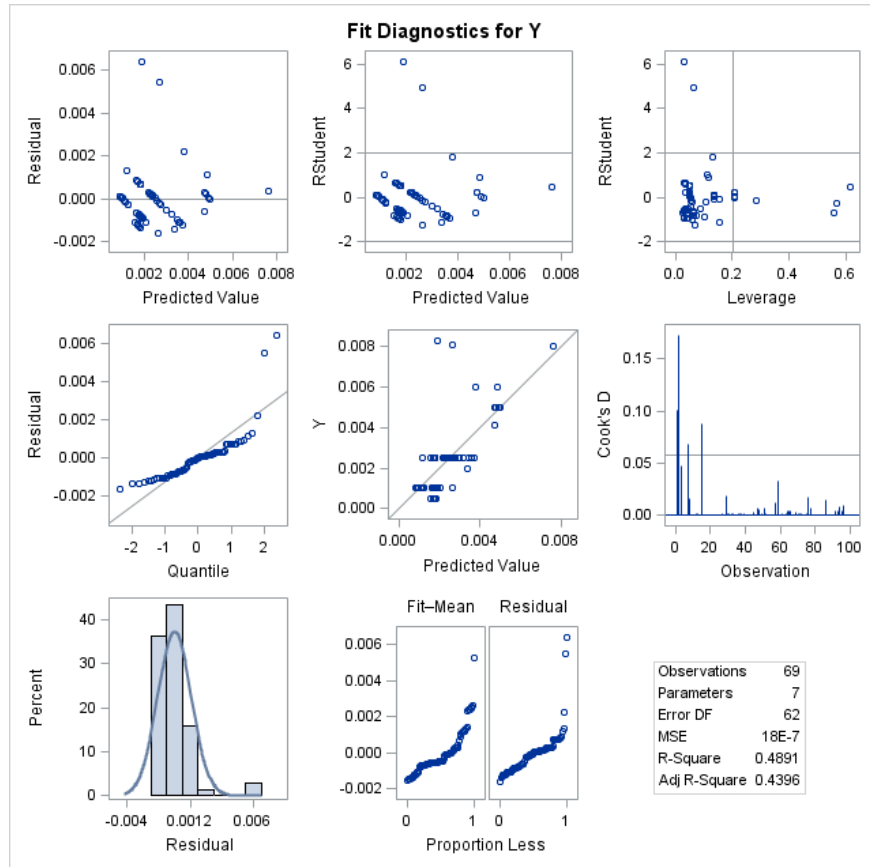 Fit Diagnostics for Y
Residual
0.006
0.004
0.002
0.000
-0.002
0.002 0.004 0.006 0.008
Predicted Value
RStudent
6
4
2
0
-2
0.002 0.004 0.006 0.008
Predicted Value
RStudent
6
4
2
0
-2
0.0 0.2 0.4 0.6
Leverage
Residual
0.006
0.004
0.002
0.000
-0.002
-2 -1 0 1 2
Quantile
Y
0.008
0.006
0.004
0.002
0.000
0.000 0.004 0.008
Predicted Value
Cook's D
0.15
0.10
0.05
0.00
0 20 40 60 80 100
Observation
Percent
40
30
20
10
0
-0.004 0.0012 0.006
Residual
Fit–Mean Residual
0.006
0.004
0.002
0.000
-0.002
0 1 0 1
Proportion Less
Observations 69
Parameters 7
Error DF 62
MSE 18E-7
R-Square 0.4891
Adj R-Square 0.4396